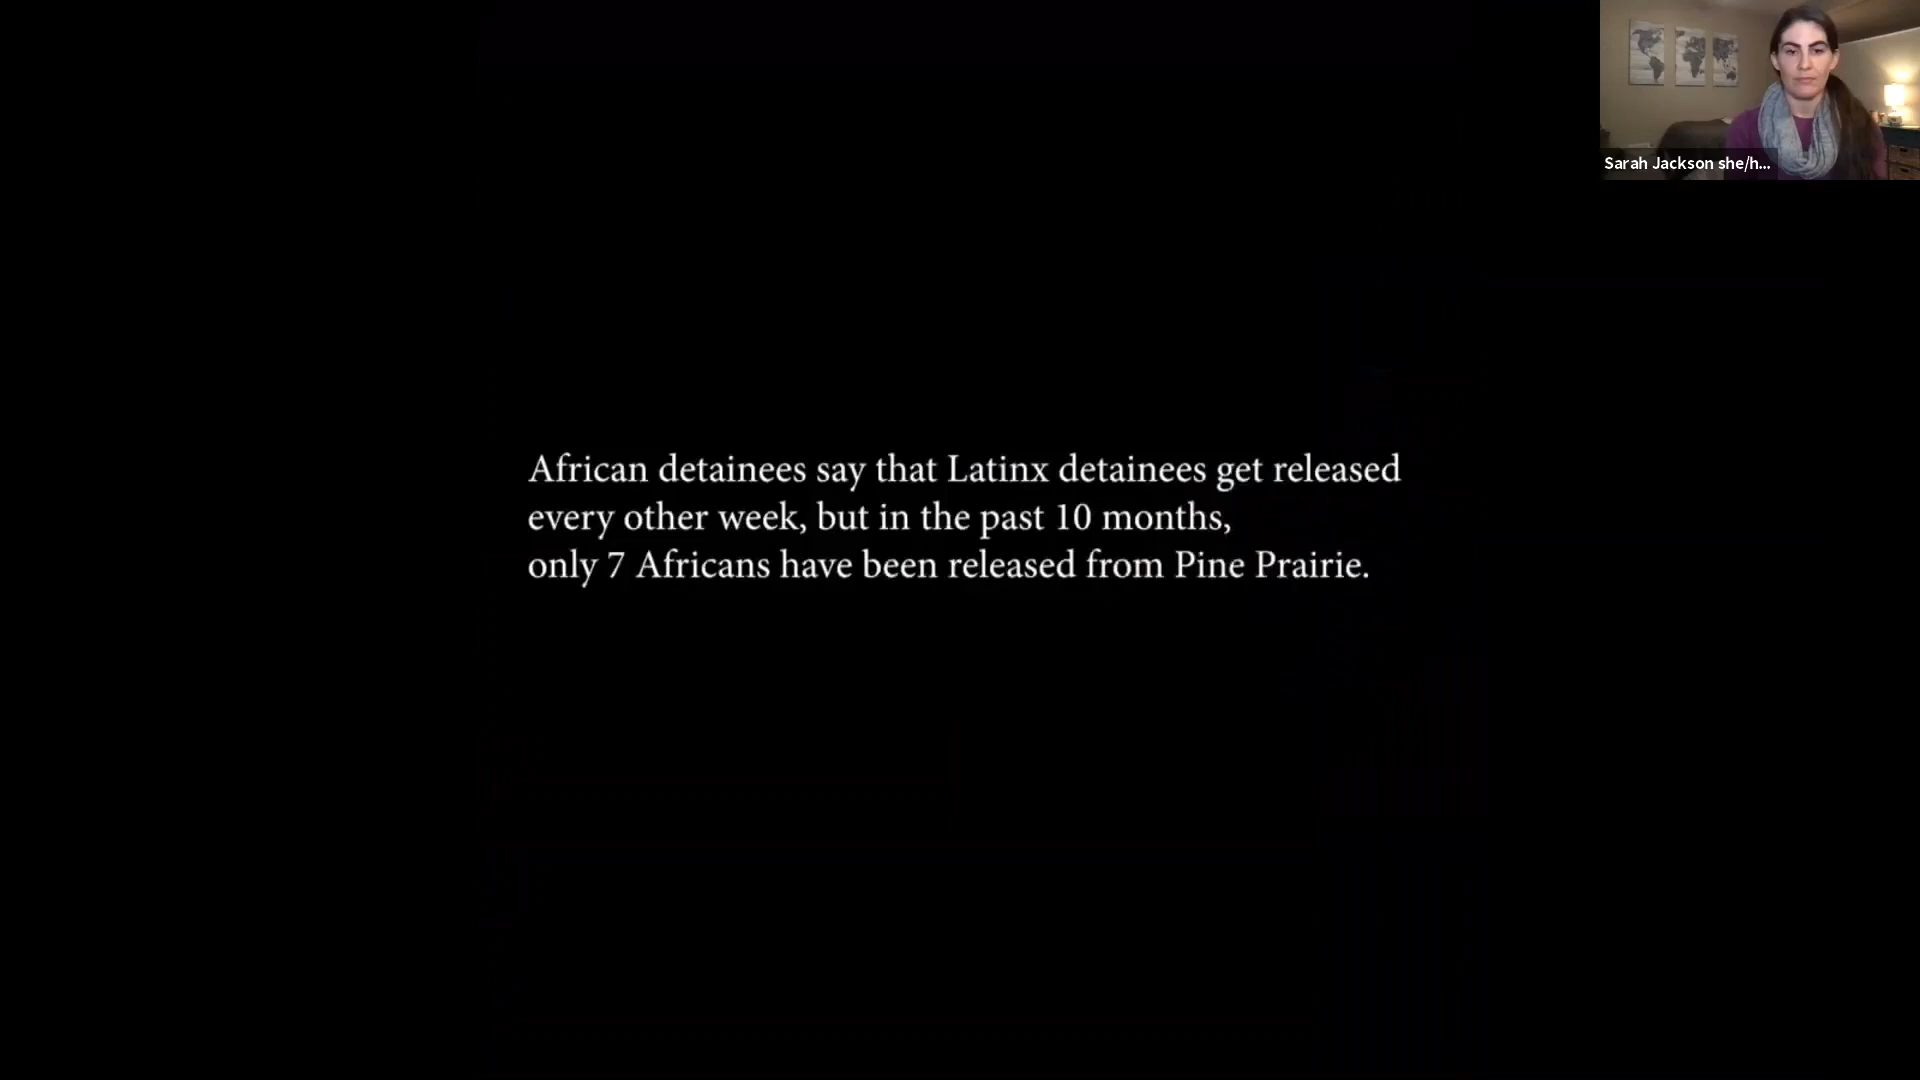 Sarah Jackson she/h...
African detainees say that Latinx detainees get released
every other week, but in the past 10 months,
only 7 Africans have been released from Pine Prairie.